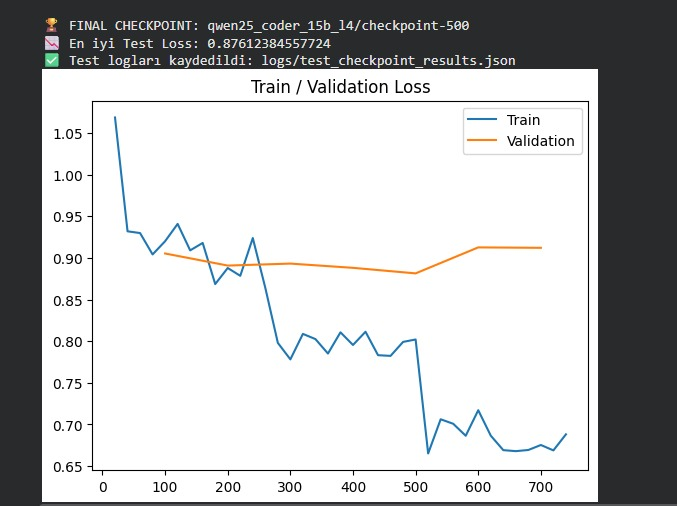 🏆 FINAL CHECKPOINT: qwen25_coder_15b_l4/checkpoint-500
📉 En iyi Test Loss: 0.87612384557724
✅ Test logları kaydedildi: logs/test_checkpoint_results.json
Train / Validation Loss
Train
Validation
1.05
1.00
0.95
0.90
0.85
0.80
0.75
0.70
0.65
0 100 200 300 400 500 600 700